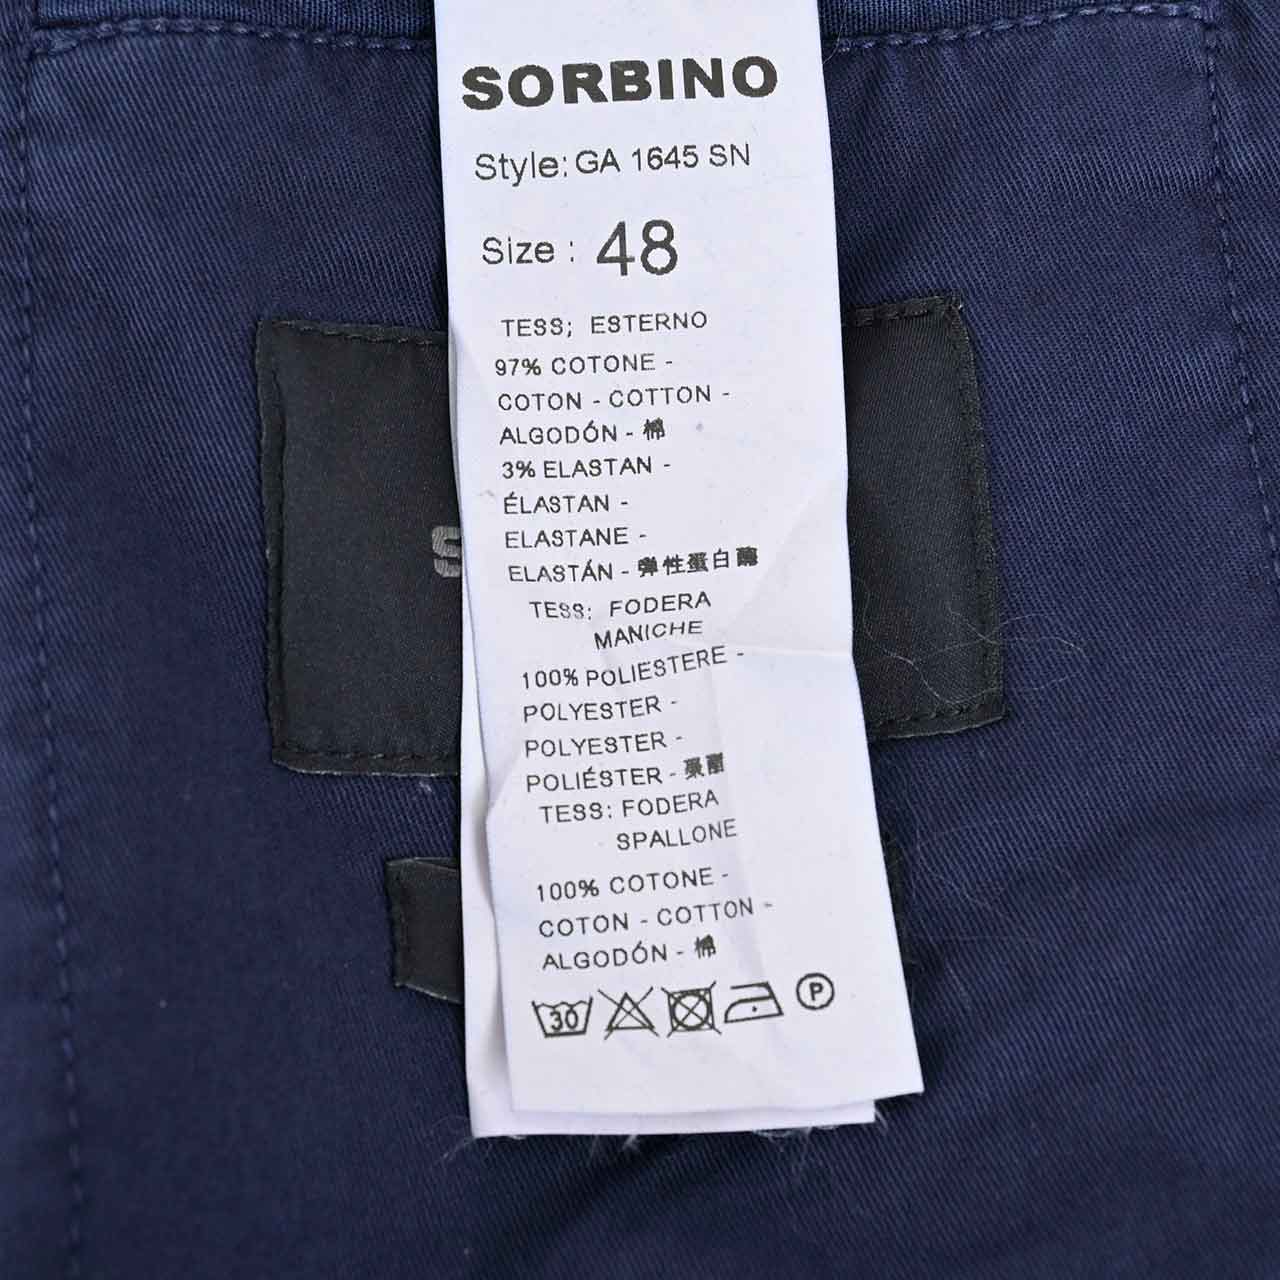 SORBINO
Style: GA 1645 SN
Size : 48
TESS; ESTERNO
97% COTONE -
COTON - COTTON -
ALGODÓN - 棉
3% ELASTAN -
ÉLASTAN -
ELASTANE -
ELASTÁN - 弹性蛋白酶
TESS: FODERA
MANICHE
100% POLIESTERE -
POLYESTER -
POLYESTER -
POLIÉSTER - 聚酯
TESS: FODERA
SPALLONE
100% COTONE -
COTON - COTTON -
ALGODÓN - 棉
30 P
S